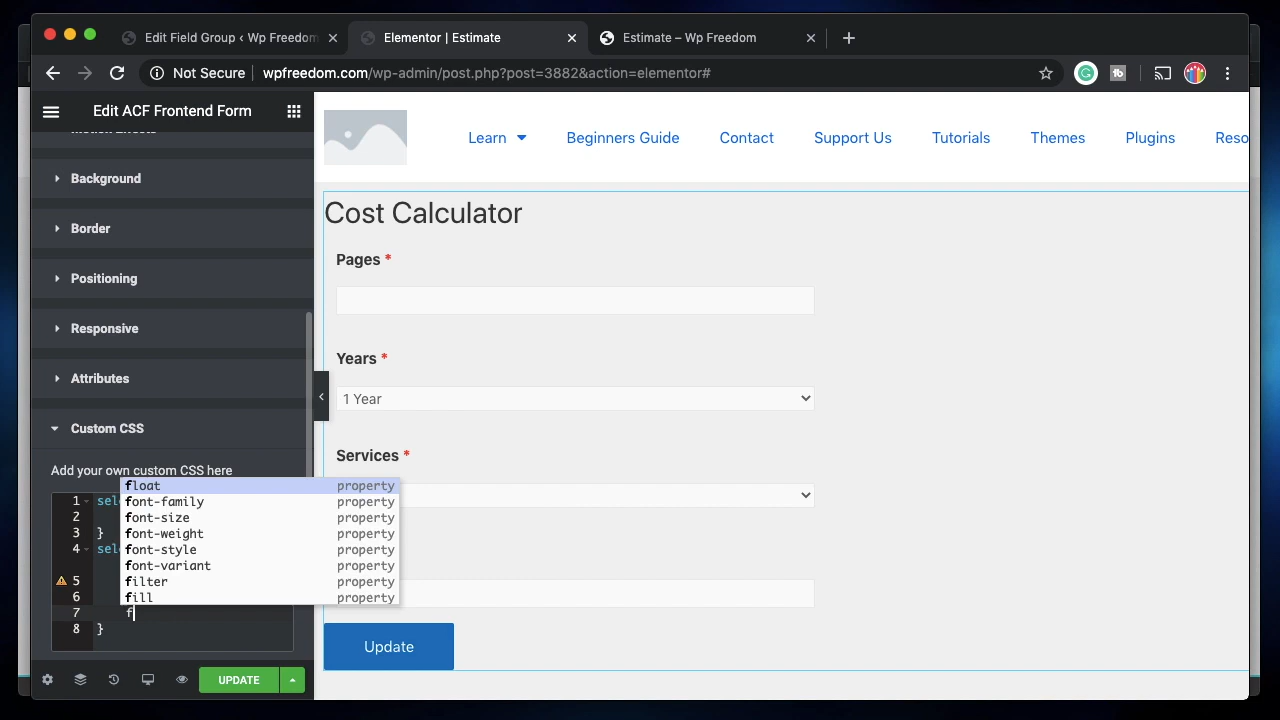 Edit Field Group ‹ Wp Freedom
Elementor | Estimate
Estimate – Wp Freedom
Not Secure
wpfreedom.com/wp-admin/post.php?post=3882&action=elementor#
Edit ACF Frontend Form
Learn
Beginners Guide
Contact
Support Us
Tutorials
Themes
Plugins
Reso
Background
Border
Positioning
Responsive
Attributes
Custom CSS
Add your own custom CSS here
1 sel
2
3 }
4 sel
5
6
7 f
8 }
float property
font-family property
font-size property
font-weight property
font-style property
font-variant property
filter property
fill property
UPDATE
Cost Calculator
Pages *
Years *
1 Year
Services *
Update